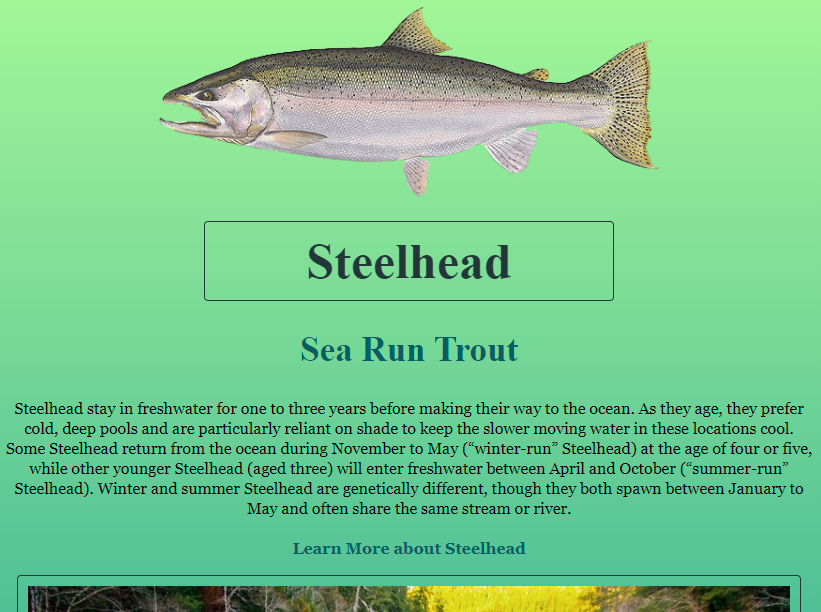 Steelhead
Sea Run Trout
Steelhead stay in freshwater for one to three years before making their way to the ocean. As they age, they prefer
cold, deep pools and are particularly reliant on shade to keep the slower moving water in these locations cool.
Some Steelhead return from the ocean during November to May (“winter-run” Steelhead) at the age of four or five,
while other younger Steelhead (aged three) will enter freshwater between April and October (“summer-run”
Steelhead). Winter and summer Steelhead are genetically different, though they both spawn between January to
May and often share the same stream or river.
Learn More about Steelhead